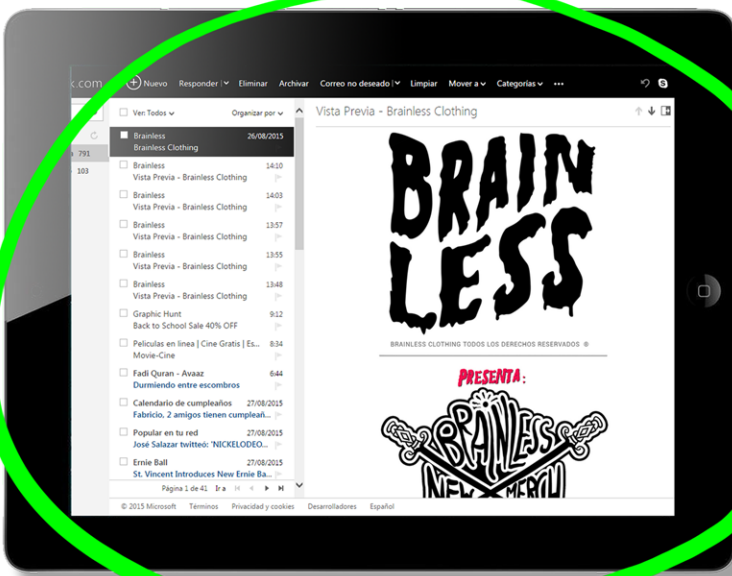 k.com
Nuevo Responder Eliminar Archivar Correo no deseado Limpiar Mover a Categorías •••
791
103
Ver: Todos Organizar por
Brainless 26/08/2015
Brainless Clothing
Brainless 14:10
Vista Previa - Brainless Clothing
Brainless 14:03
Vista Previa - Brainless Clothing
Brainless 13:57
Vista Previa - Brainless Clothing
Brainless 13:55
Vista Previa - Brainless Clothing
Brainless 13:48
Vista Previa - Brainless Clothing
Graphic Hunt 9:12
Back to School Sale 40% OFF
Peliculas en linea | Cine Gratis | Es... 8:34
Movie-Cine
Fadi Quran - Avaaz 6:44
Durmiendo entre escombros
Calendario de cumpleaños 27/08/2015
Fabricio, 2 amigos tienen cumpleañ...
Popular en tu red 27/08/2015
José Salazar twitteó: 'NICKELODEO...
Ernie Ball 27/08/2015
St. Vincent Introduces New Ernie Ba...
Página 1 de 41 Ir a
Vista Previa - Brainless Clothing
BRAIN
LESS
BRAINLESS CLOTHING TODOS LOS DERECHOS RESERVADOS ®
PRESENTA:
BRAINLESS
NEW MERCH
© 2015 Microsoft Términos Privacidad y cookies Desarrolladores Español